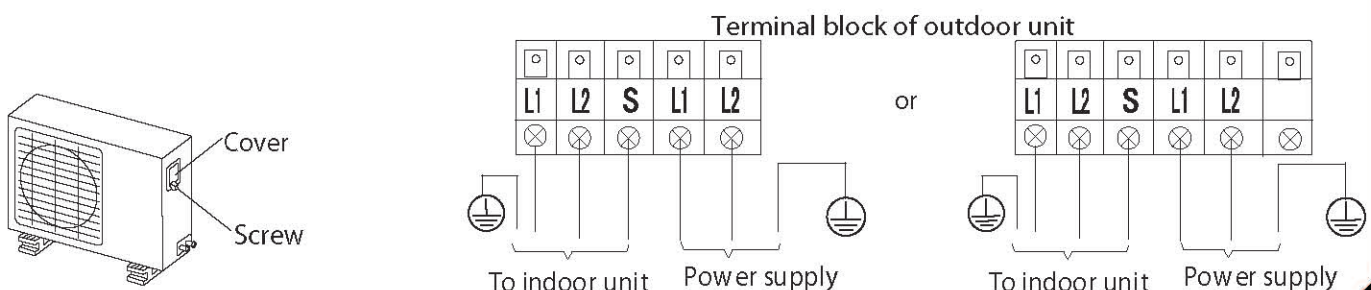 Terminal block of outdoor unit
L1 L2 S L1 L2
or
L1 L2 S L1 L2
Cover
Screw
To indoor unit
Power supply
To indoor unit
Power supply